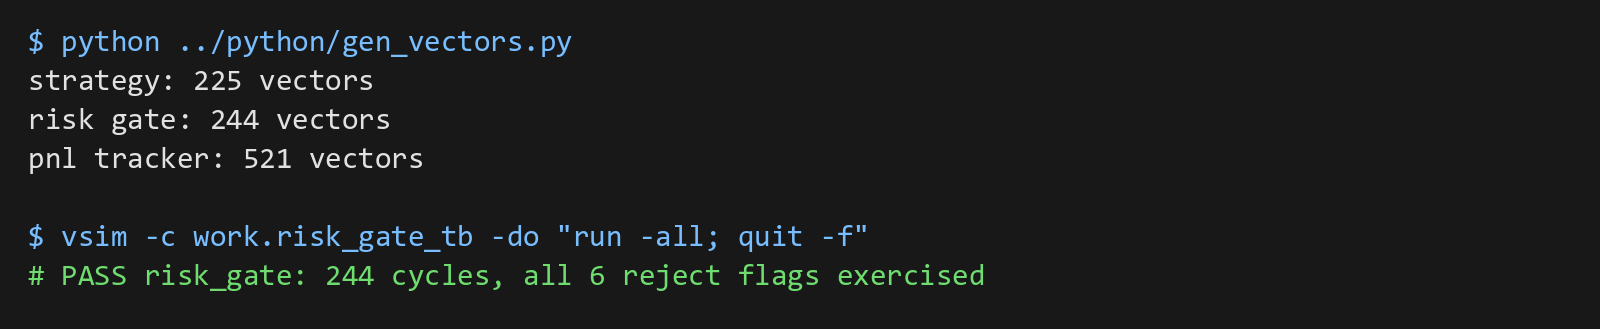 $ python ../python/gen_vectors.py
strategy: 225 vectors
risk gate: 244 vectors
pnl tracker: 521 vectors
$ vsim -c work.risk_gate_tb -do "run -all; quit -f"
# PASS risk_gate: 244 cycles, all 6 reject flags exercised